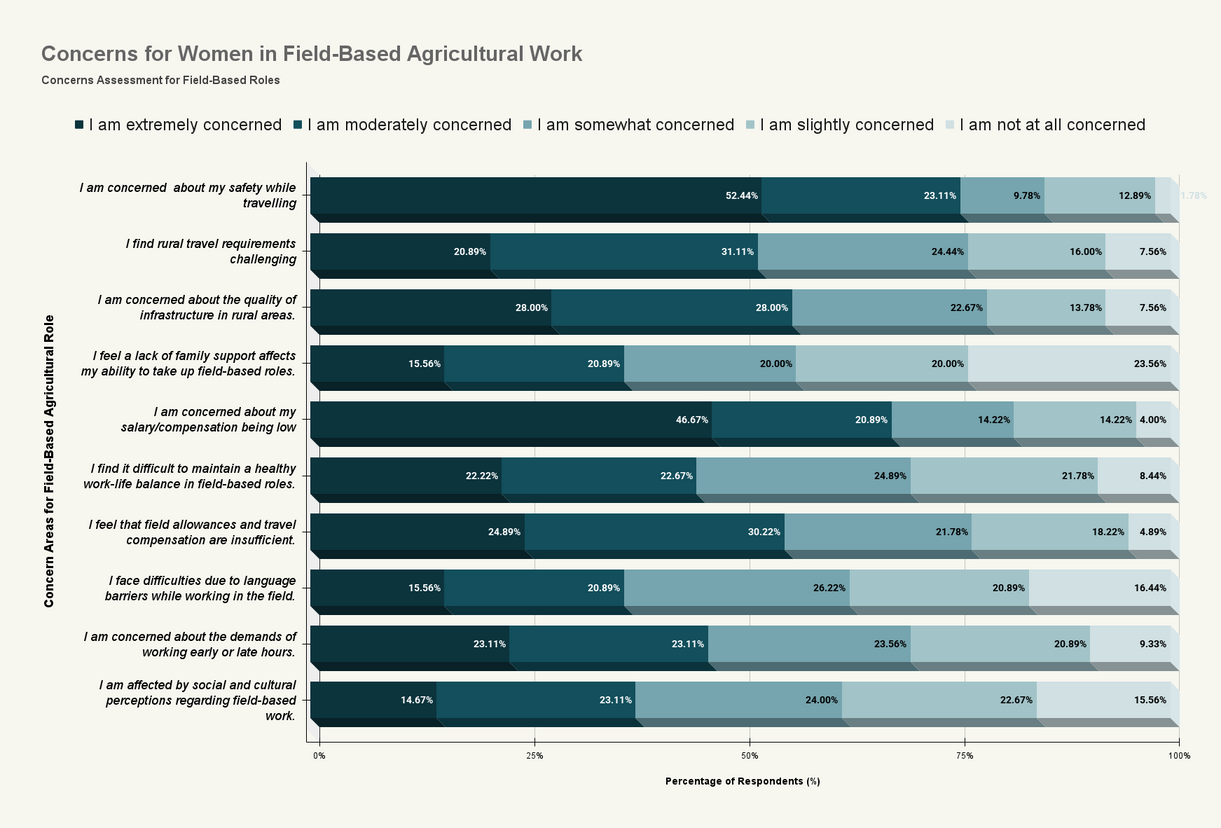 Concerns for Women in Field-Based Agricultural Work
Concerns Assessment for Field-Based Roles
I am extremely concerned I am moderately concerned I am somewhat concerned I am slightly concerned I am not at all concerned
Concern Areas for Field-Based Agricultural Role
I am concerned about my safety while
travelling
52.44% 23.11% 9.78% 12.89% 1.78%
I find rural travel requirements
challenging
20.89% 31.11% 24.44% 16.00% 7.56%
I am concerned about the quality of
infrastructure in rural areas.
28.00% 28.00% 22.67% 13.78% 7.56%
I feel a lack of family support affects
my ability to take up field-based roles.
15.56% 20.89% 20.00% 20.00% 23.56%
I am concerned about my
salary/compensation being low
46.67% 20.89% 14.22% 14.22% 4.00%
I find it difficult to maintain a healthy
work-life balance in field-based roles.
22.22% 22.67% 24.89% 21.78% 8.44%
I feel that field allowances and travel
compensation are insufficient.
24.89% 30.22% 21.78% 18.22% 4.89%
I face difficulties due to language
barriers while working in the field.
15.56% 20.89% 26.22% 20.89% 16.44%
I am concerned about the demands of
working early or late hours.
23.11% 23.11% 23.56% 20.89% 9.33%
I am affected by social and cultural
perceptions regarding field-based
work.
14.67% 23.11% 24.00% 22.67% 15.56%
0% 25% 50% 75% 100%
Percentage of Respondents (%)